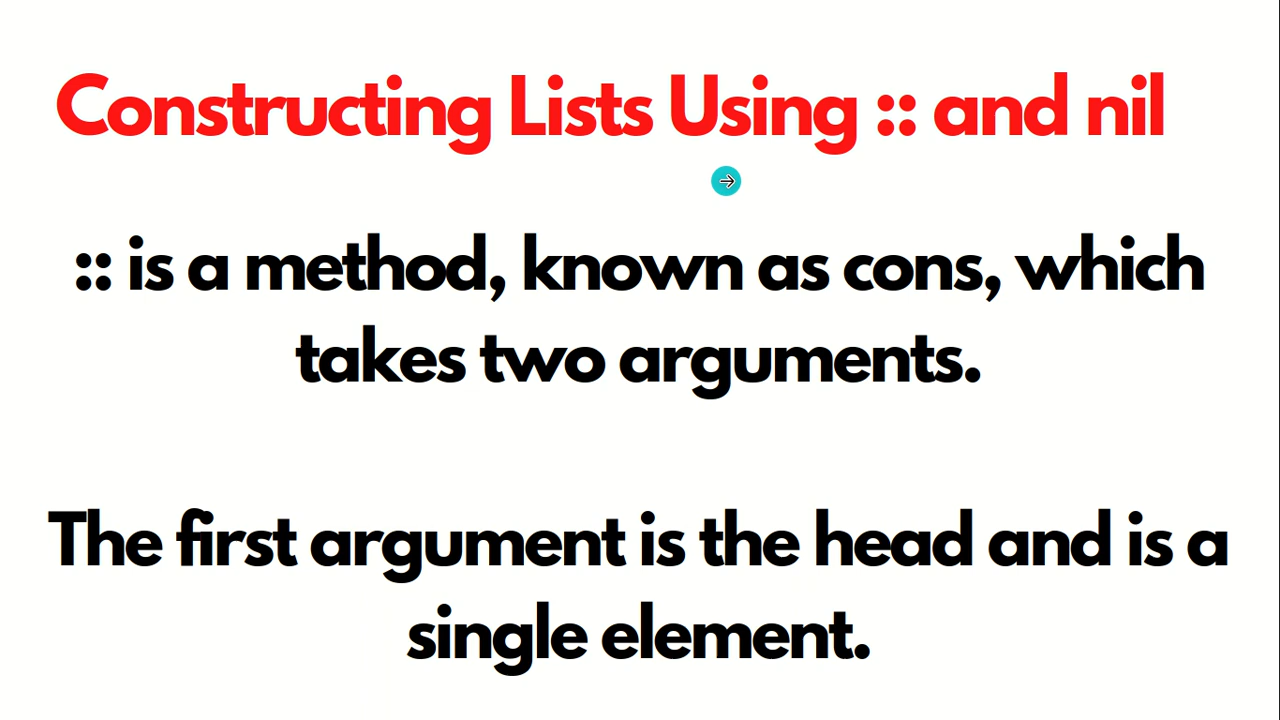 Constructing Lists Using :: and nil
:: is a method, known as cons, which
takes two arguments.
The first argument is the head and is a
single element.